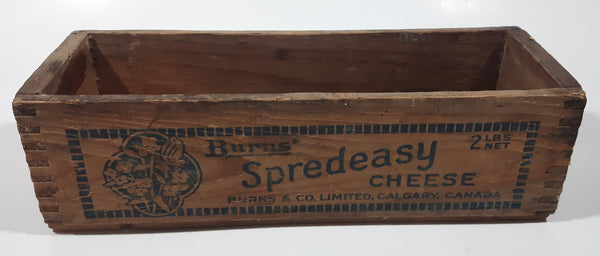 Burns'
Spredeasy
CHEESE
2 LBS
NET
BURNS & CO. LIMITED, CALGARY, CANADA